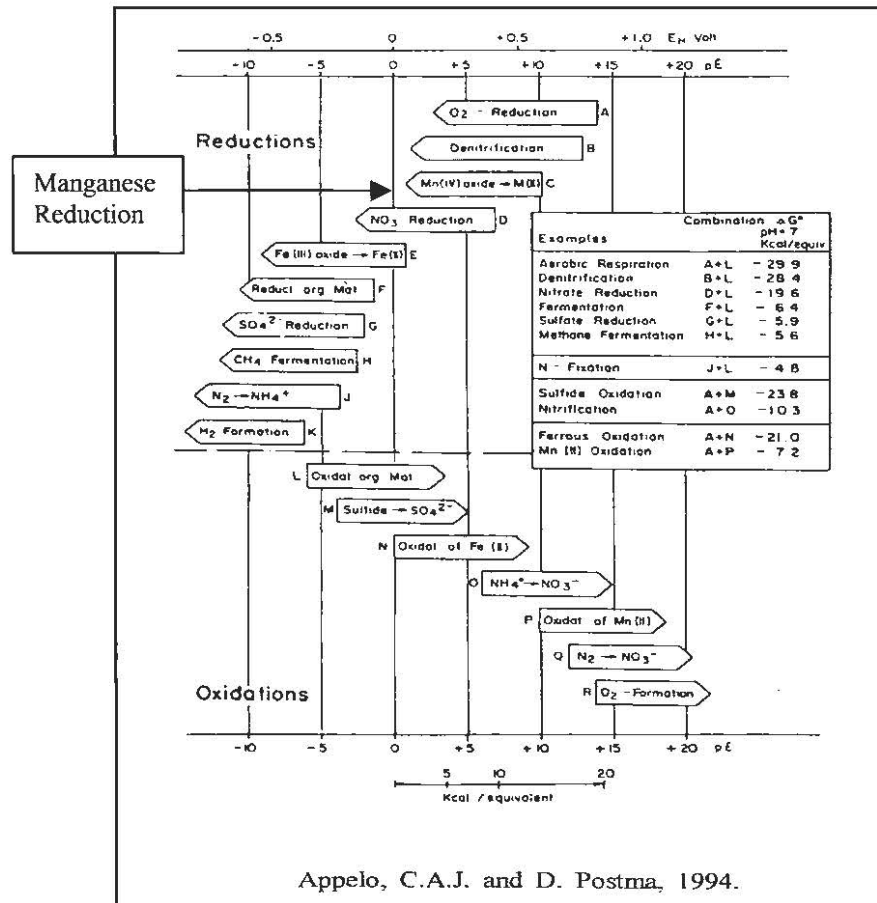 -0.5 0 +0.5 +1.0 EH Volt
-10 -5 0 +5 +10 +15 +20 pE
O2 - Reduction A
Reductions
Denitrification B
Manganese
Reduction
Mn(IV)oxide→M(II) C
NO3 Reduction D
Fe(III)oxide→Fe(II) E
Reduct org Mat F
SO4²⁻ Reduction G
CH4 Fermentation H
N2→NH4⁺ J
H2 Formation K
Combination ΔG°
pH=7
Examples Kcal/equiv
Aerobic Respiration A+L -29.9
Denitrification B+L -28.4
Nitrate Reduction D+L -19.6
Fermentation F+L - 6.4
Sulfate Reduction G+L - 5.9
Methane Fermentation H+L - 5.6
N - Fixation J+L - 4.8
Sulfide Oxidation A+M -23.8
Nitrification A+O -10.3
Ferrous Oxidation A+N -21.0
Mn (II) Oxidation A+P - 7.2
L Oxidat org Mat
M Sulfide→SO4²⁻
N Oxidat of Fe (II)
O NH4⁺→NO3⁻
P Oxidat of Mn(II)
Q N2→NO3⁻
Oxidations
R O2-Formation
-10 -5 0 +5 +10 +15 +20 pE
5 10 20
Kcal / equivalent
Appelo, C.A.J. and D. Postma, 1994.